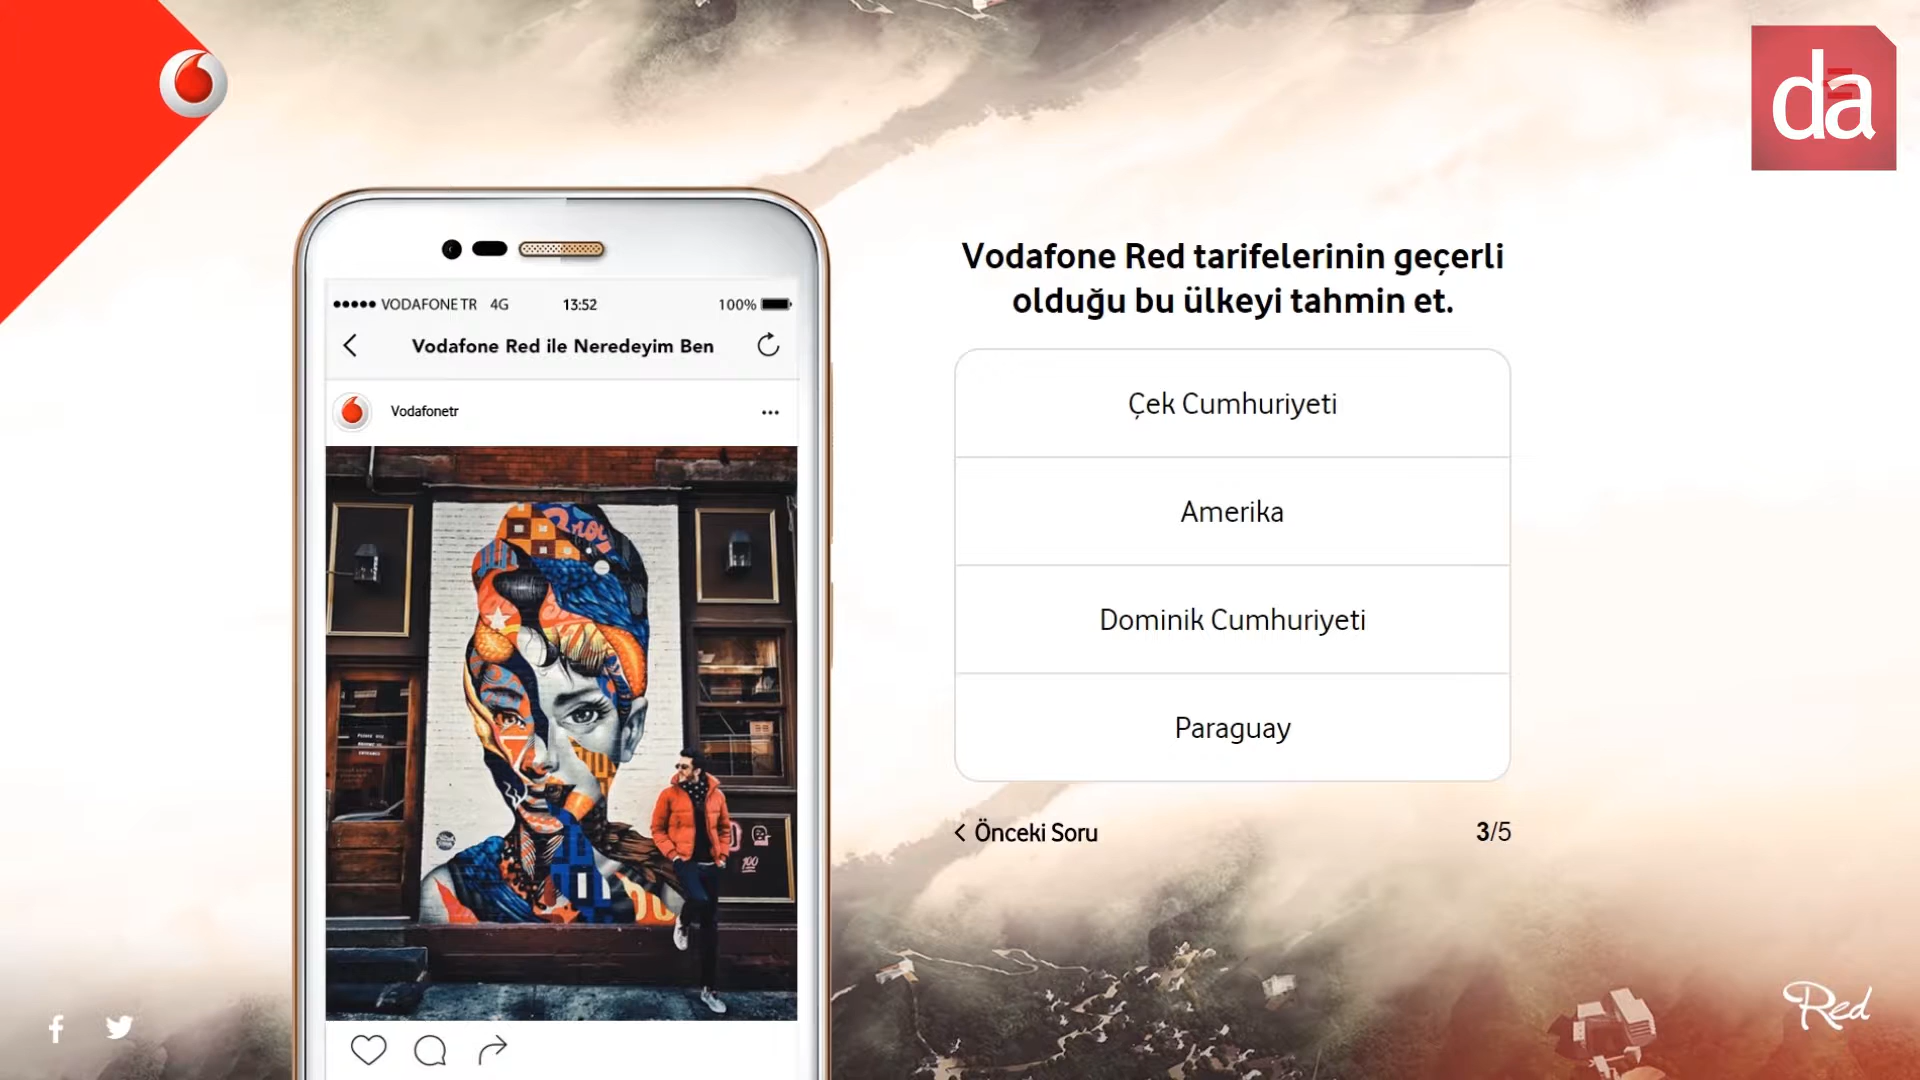 da
VODAFONE TR 4G 13:52 100%
Vodafone Red ile Neredeyim Ben
Vodafonetr
Vodafone Red tarifelerinin geçerli
olduğu bu ülkeyi tahmin et.
Çek Cumhuriyeti
Amerika
Dominik Cumhuriyeti
Paraguay
Önceki Soru
3/5
Red